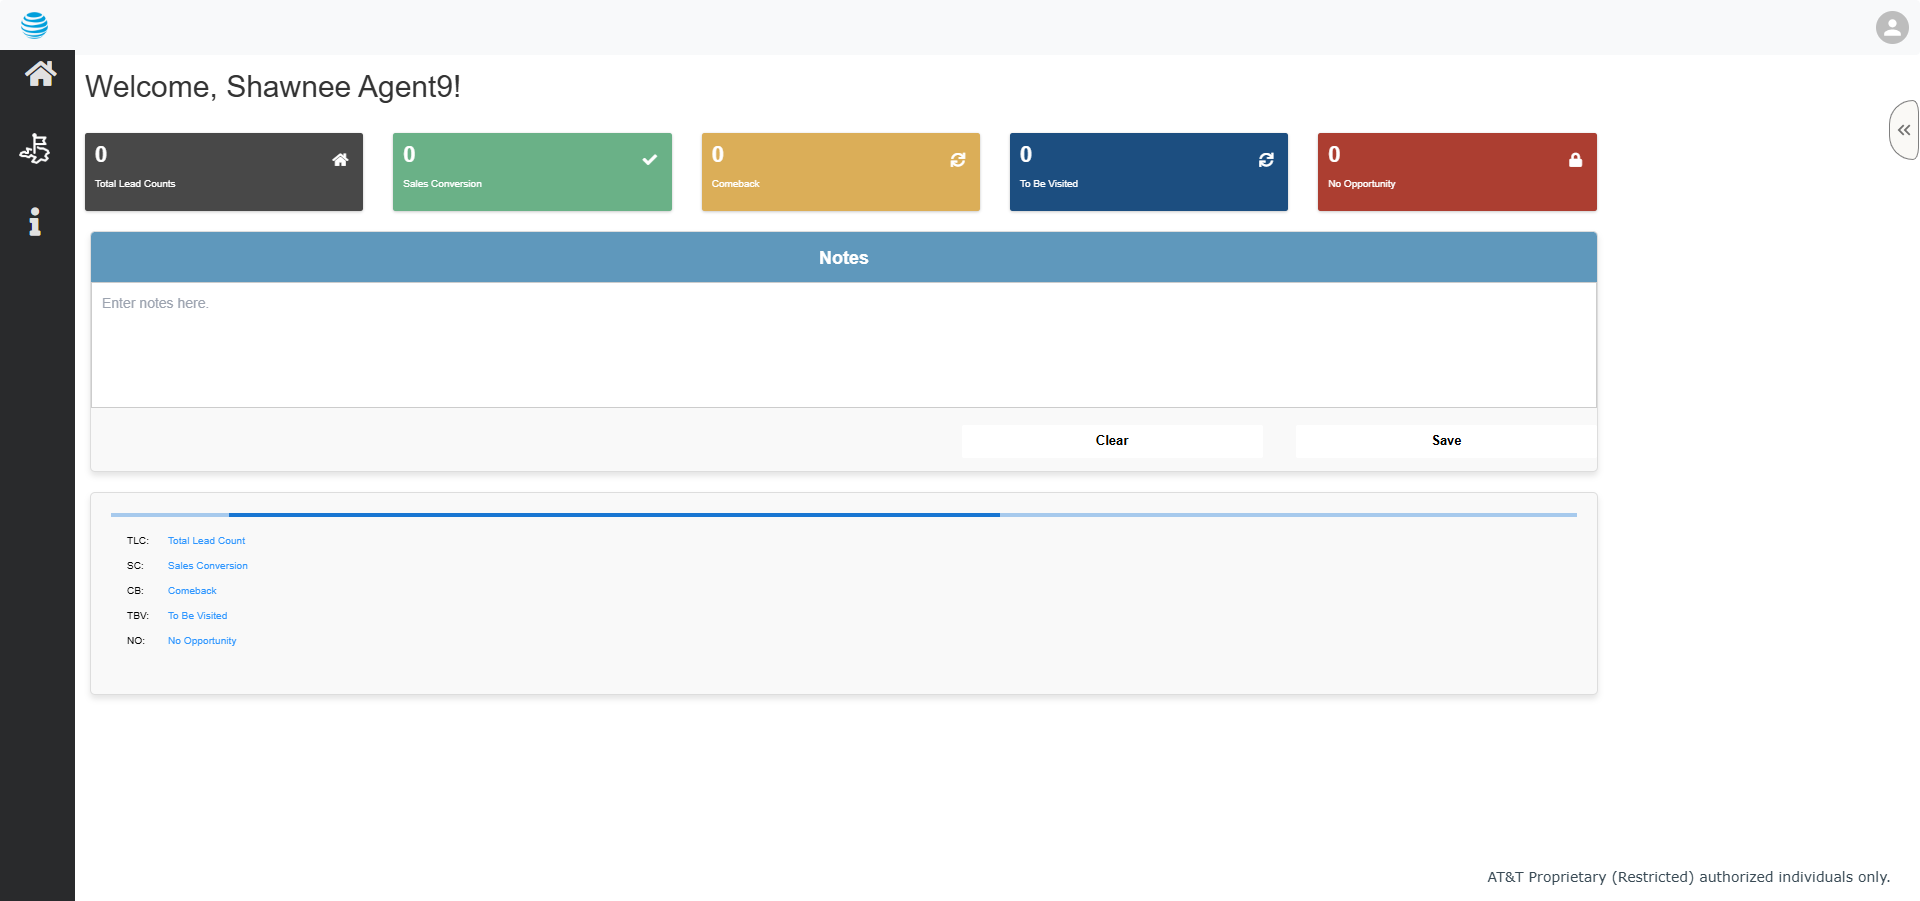 Welcome, Shawnee Agent9!
0
Total Lead Counts
0
Sales Conversion
0
Comeback
0
To Be Visited
0
No Opportunity
Notes
Enter notes here.
Clear
Save
TLC: Total Lead Count
SC: Sales Conversion
CB: Comeback
TBV: To Be Visited
NO: No Opportunity
AT&T Proprietary (Restricted) authorized individuals only.